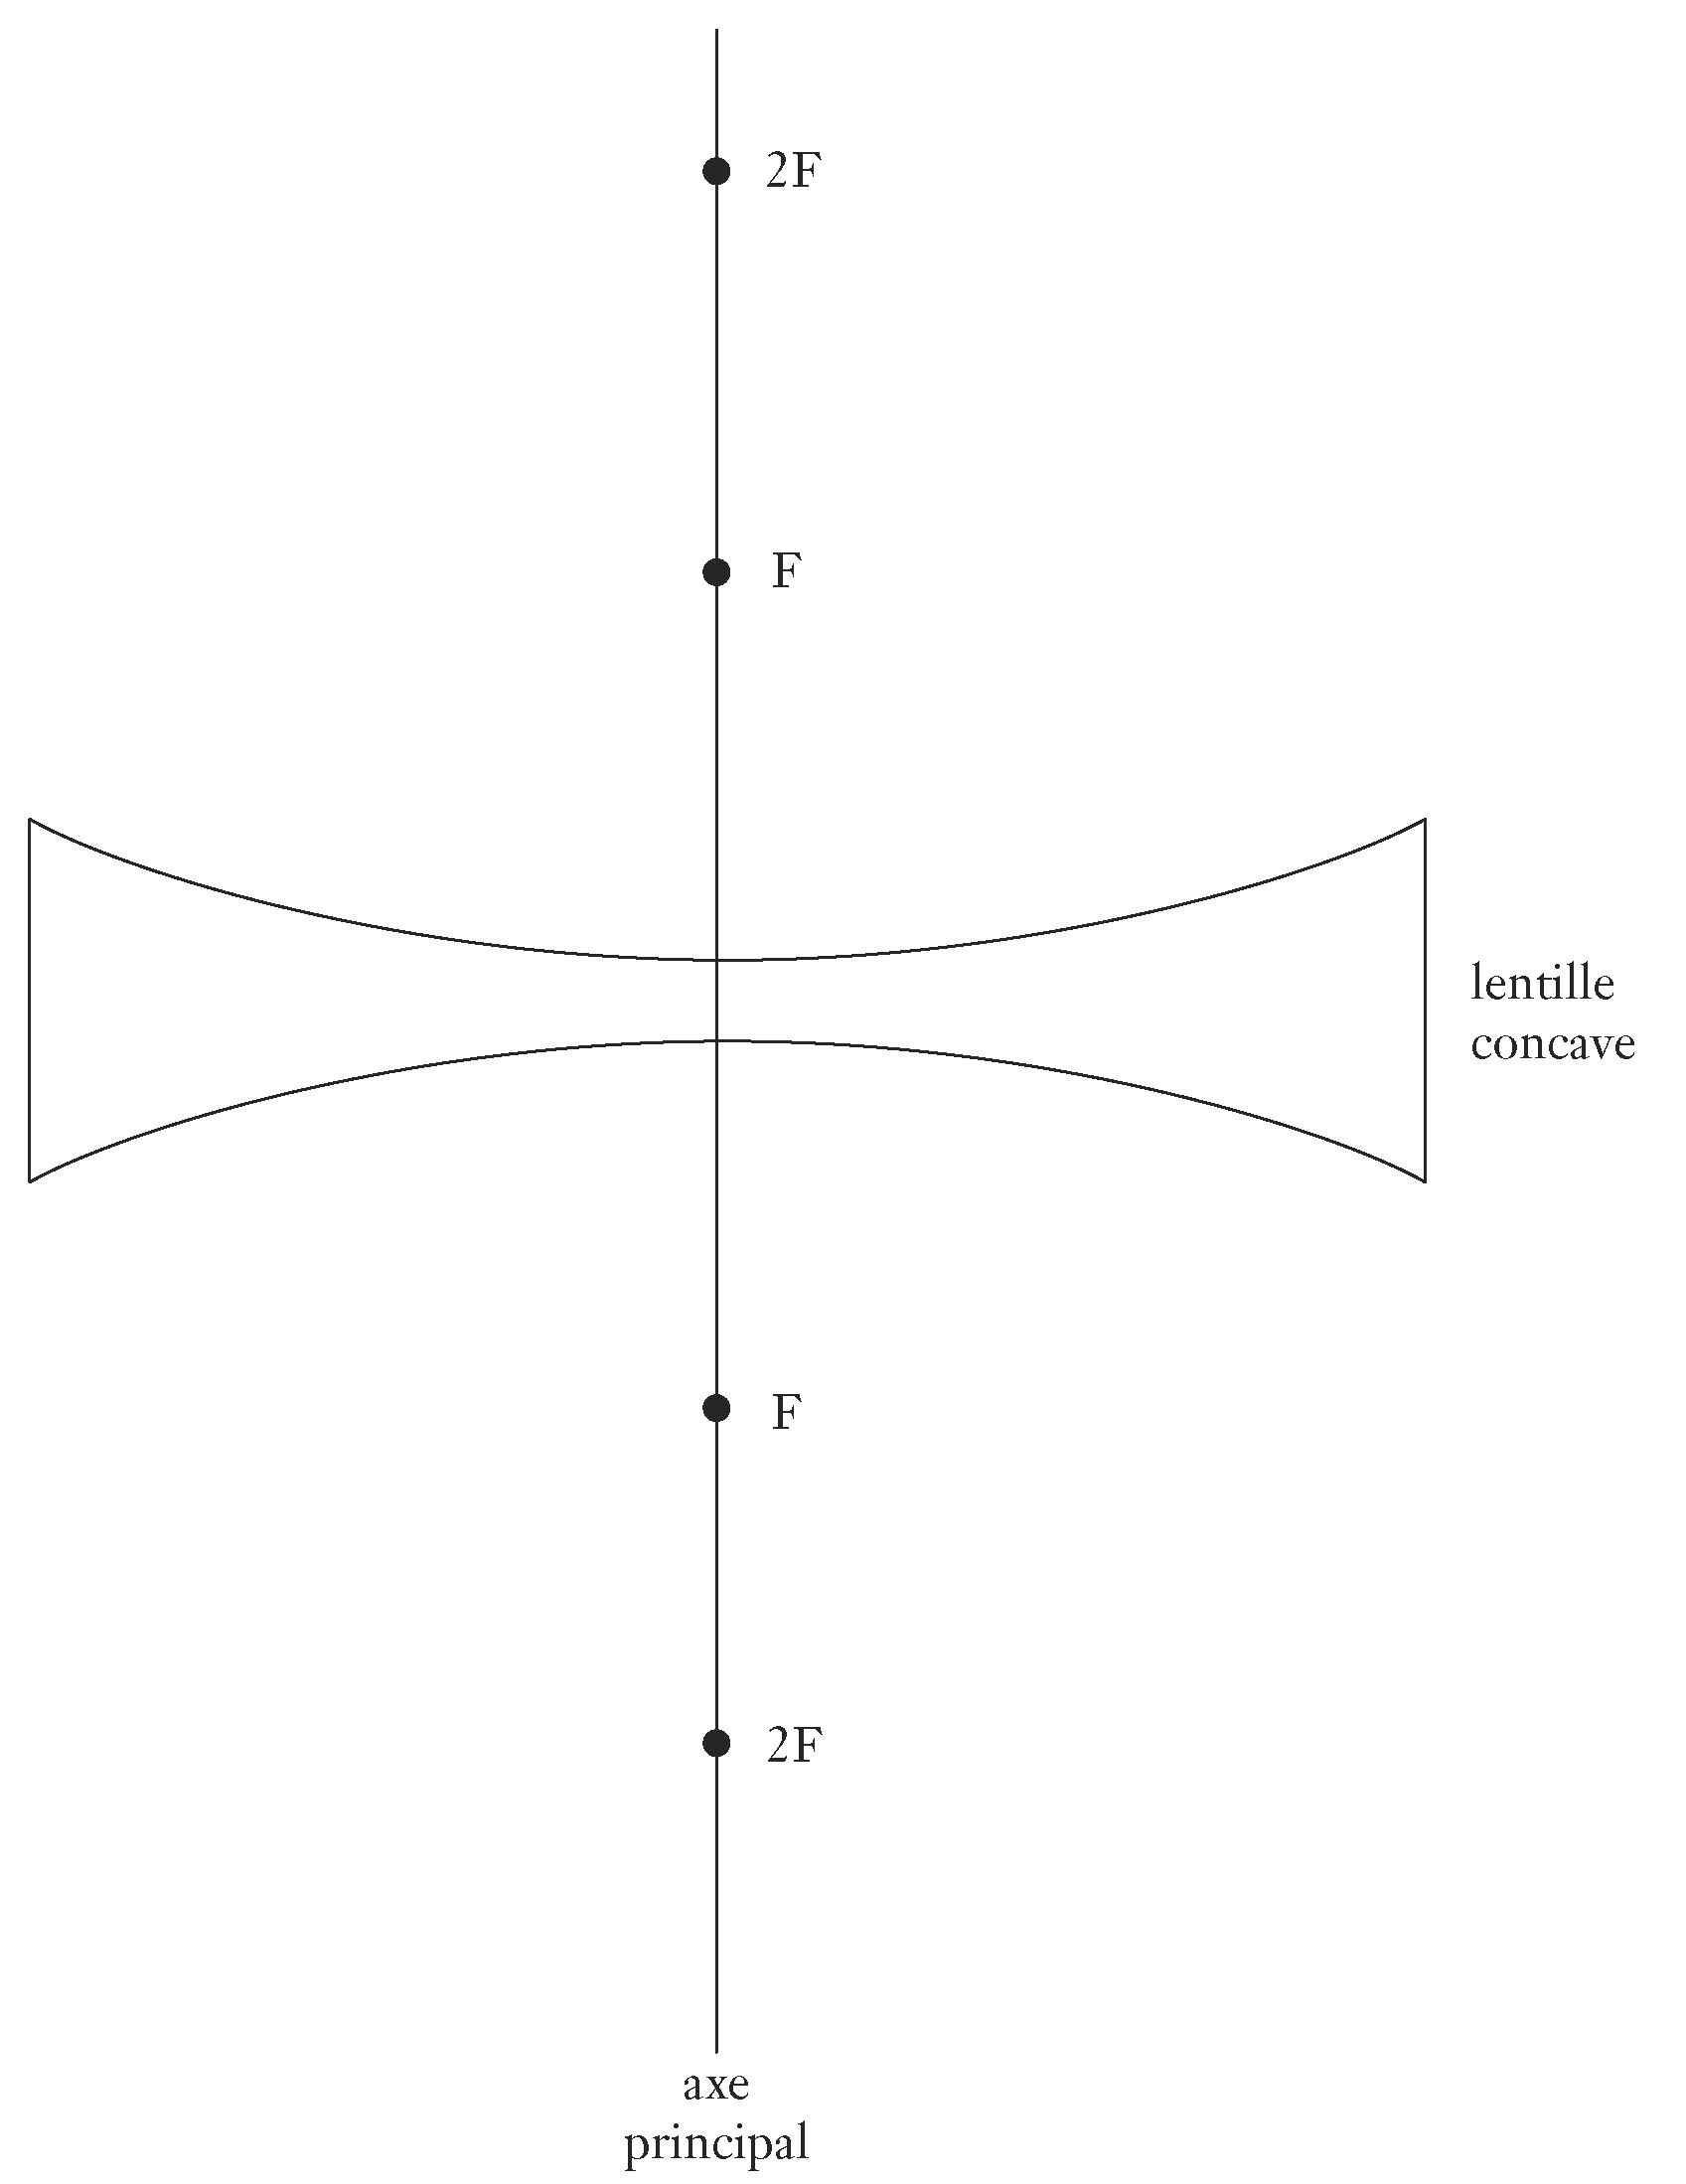 2F
F
lentille
concave
F
2F
axe
principal